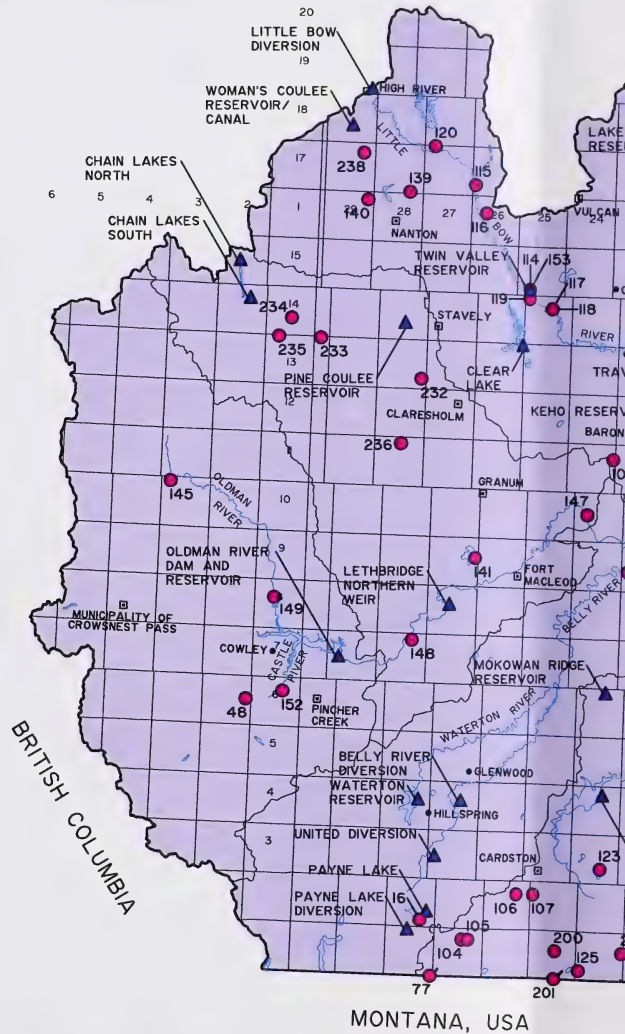 20
LITTLE BOW
DIVERSION
19
HIGH RIVER
WOMAN'S COULEE
RESERVOIR/
CANAL
18
LITTLE
120
17
238
CHAIN LAKES
NORTH
115
139
6
5
4
3
2
1
140
29
28
27
26
25
24
116
NANTON
BOW
VULCAN
CHAIN LAKES
SOUTH
15
TWIN VALLEY
RESERVOIR
114
153
117
119
118
234
14
STAVELY
RIVER
235
233
13
PINE COULEE
RESERVOIR
232
CLEAR
LAKE
12
CLARESHOLM
KEHO RESERV
BARON
236
10
145
OLDMAN
RIVER
10
GRANUM
147
OLDMAN RIVER
DAM AND
RESERVOIR
9
LETHBRIDGE
NORTHERN
WEIR
141
FORT
MACLEOD
BELLY RIVER
149
MUNICIPALITY OF
CROWSNEST PASS
7
COWLEY
CASTLE
RIVER
148
MOKOWAN RIDGE
RESERVOIR
6
48
152
PINCHER
CREEK
WATERTON RIVER
BRITISH COLUMBIA
5
BELLY RIVER
DIVERSION
GLENWOOD
4
WATERTON
RESERVOIR
HILLSPRING
3
UNITED DIVERSION
CARDSTON
123
PAYNE LAKE
106
107
PAYNE LAKE
DIVERSION
16
105
104
200
125
77
201
MONTANA, USA